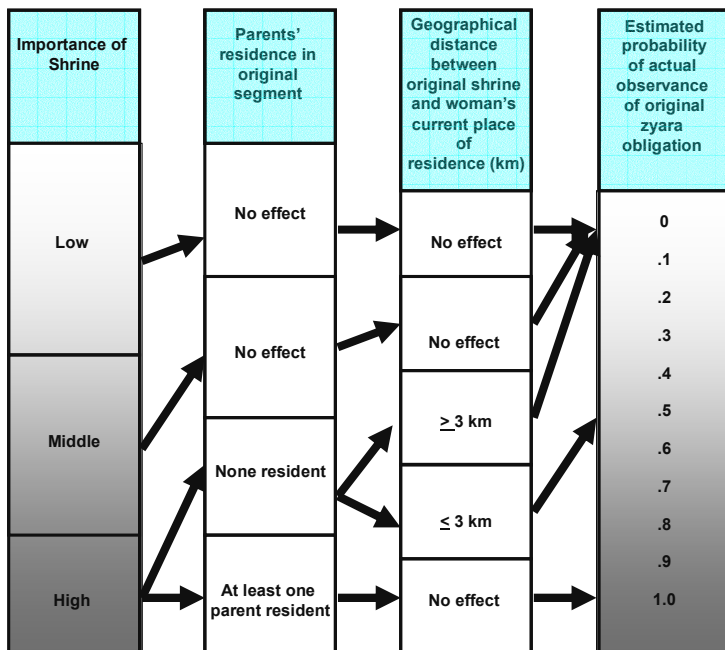 Importance of
Shrine
Low
Middle
High
Parents’
residence in
original
segment
No effect
No effect
None resident
At least one
parent resident
Geographical
distance
between
original shrine
and woman’s
current place
of
residence (km)
No effect
No effect
> 3 km
≤ 3 km
No effect
Estimated
probability
of actual
observance
of original
zyara
obligation
0
.1
.2
.3
.4
.5
.6
.7
.8
.9
1.0